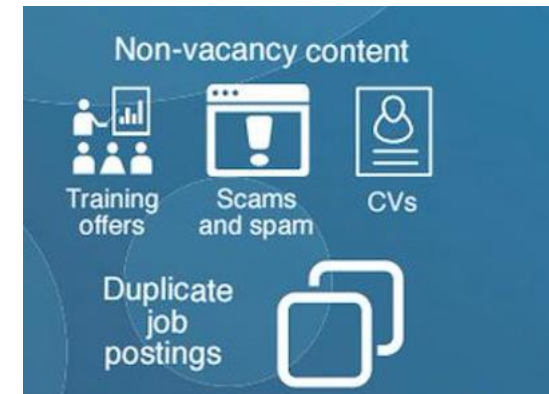 Non-vacancy content
Training
offers
Scams
and spam
CVs
Duplicate
job
postings